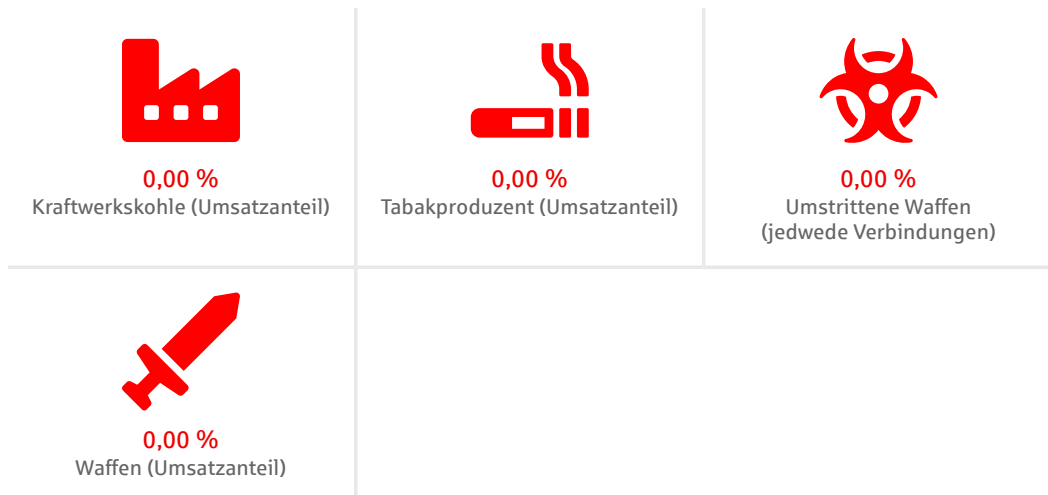 0,00 %
Kraftwerkskohle (Umsatzanteil)
0,00 %
Tabakproduzent (Umsatzanteil)
0,00 %
Umstrittene Waffen
(jedwede Verbindungen)
0,00 %
Waffen (Umsatzanteil)